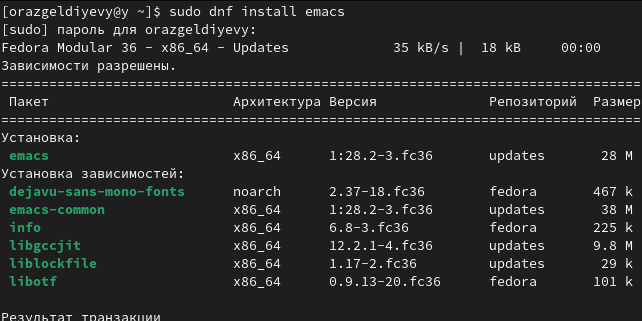 [orazgeldiyevy@y ~]$ sudo dnf install emacs
[sudo] пароль для orazgeldiyevy:
Fedora Modular 36 - x86_64 - Updates 35 kB/s | 18 kB 00:00
Зависимости разрешены.
================================================================================
Пакет Архитектура Версия Репозиторий Размер
================================================================================
Установка:
emacs x86_64 1:28.2-3.fc36 updates 28 M
Установка зависимостей:
dejavu-sans-mono-fonts noarch 2.37-18.fc36 fedora 467 k
emacs-common x86_64 1:28.2-3.fc36 updates 38 M
info x86_64 6.8-3.fc36 fedora 225 k
libgccjit x86_64 12.2.1-4.fc36 updates 9.8 M
liblockfile x86_64 1.17-2.fc36 updates 29 k
libotf x86_64 0.9.13-20.fc36 fedora 101 k
Результат транзакции